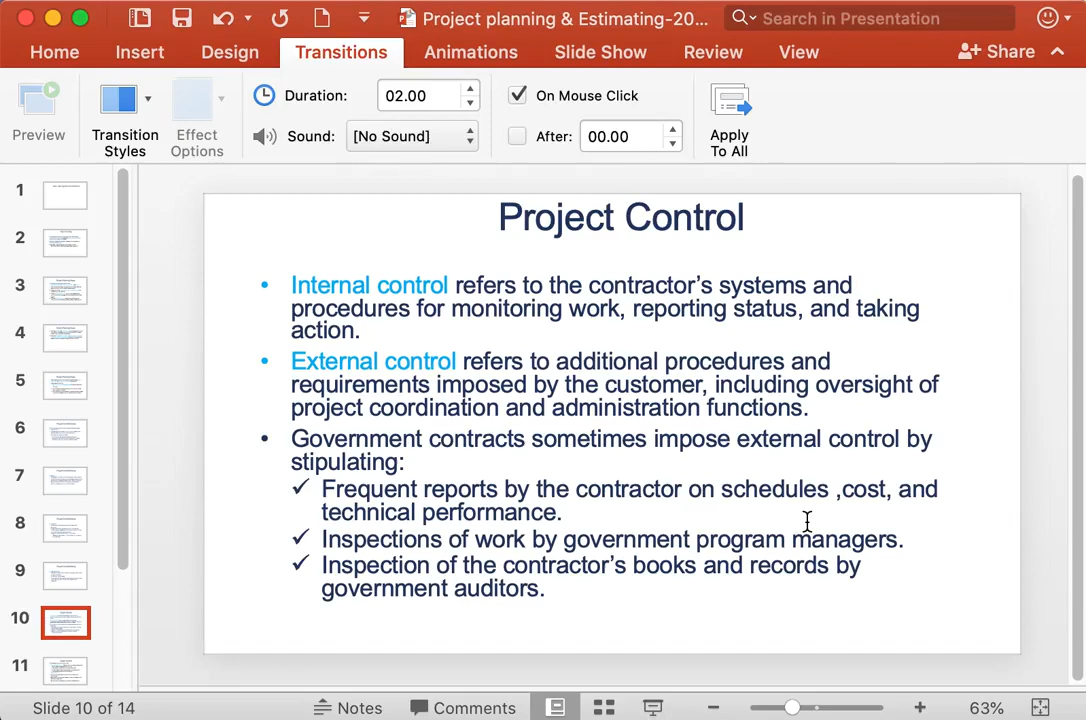 Project planning & Estimating-20...
Search in Presentation
Home Insert Design Transitions Animations Slide Show Review View Share
Preview
Transition
Styles
Effect
Options
Duration: 02.00
Sound: [No Sound]
On Mouse Click
After: 00.00
Apply
To All
1
2
3
4
5
6
7
8
9
10
11
Project Control
• Internal control refers to the contractor’s systems and
procedures for monitoring work, reporting status, and taking
action.
• External control refers to additional procedures and
requirements imposed by the customer, including oversight of
project coordination and administration functions.
• Government contracts sometimes impose external control by
stipulating:
✓ Frequent reports by the contractor on schedules ,cost, and
technical performance.
✓ Inspections of work by government program managers.
✓ Inspection of the contractor’s books and records by
government auditors.
Slide 10 of 14 Notes Comments 63%